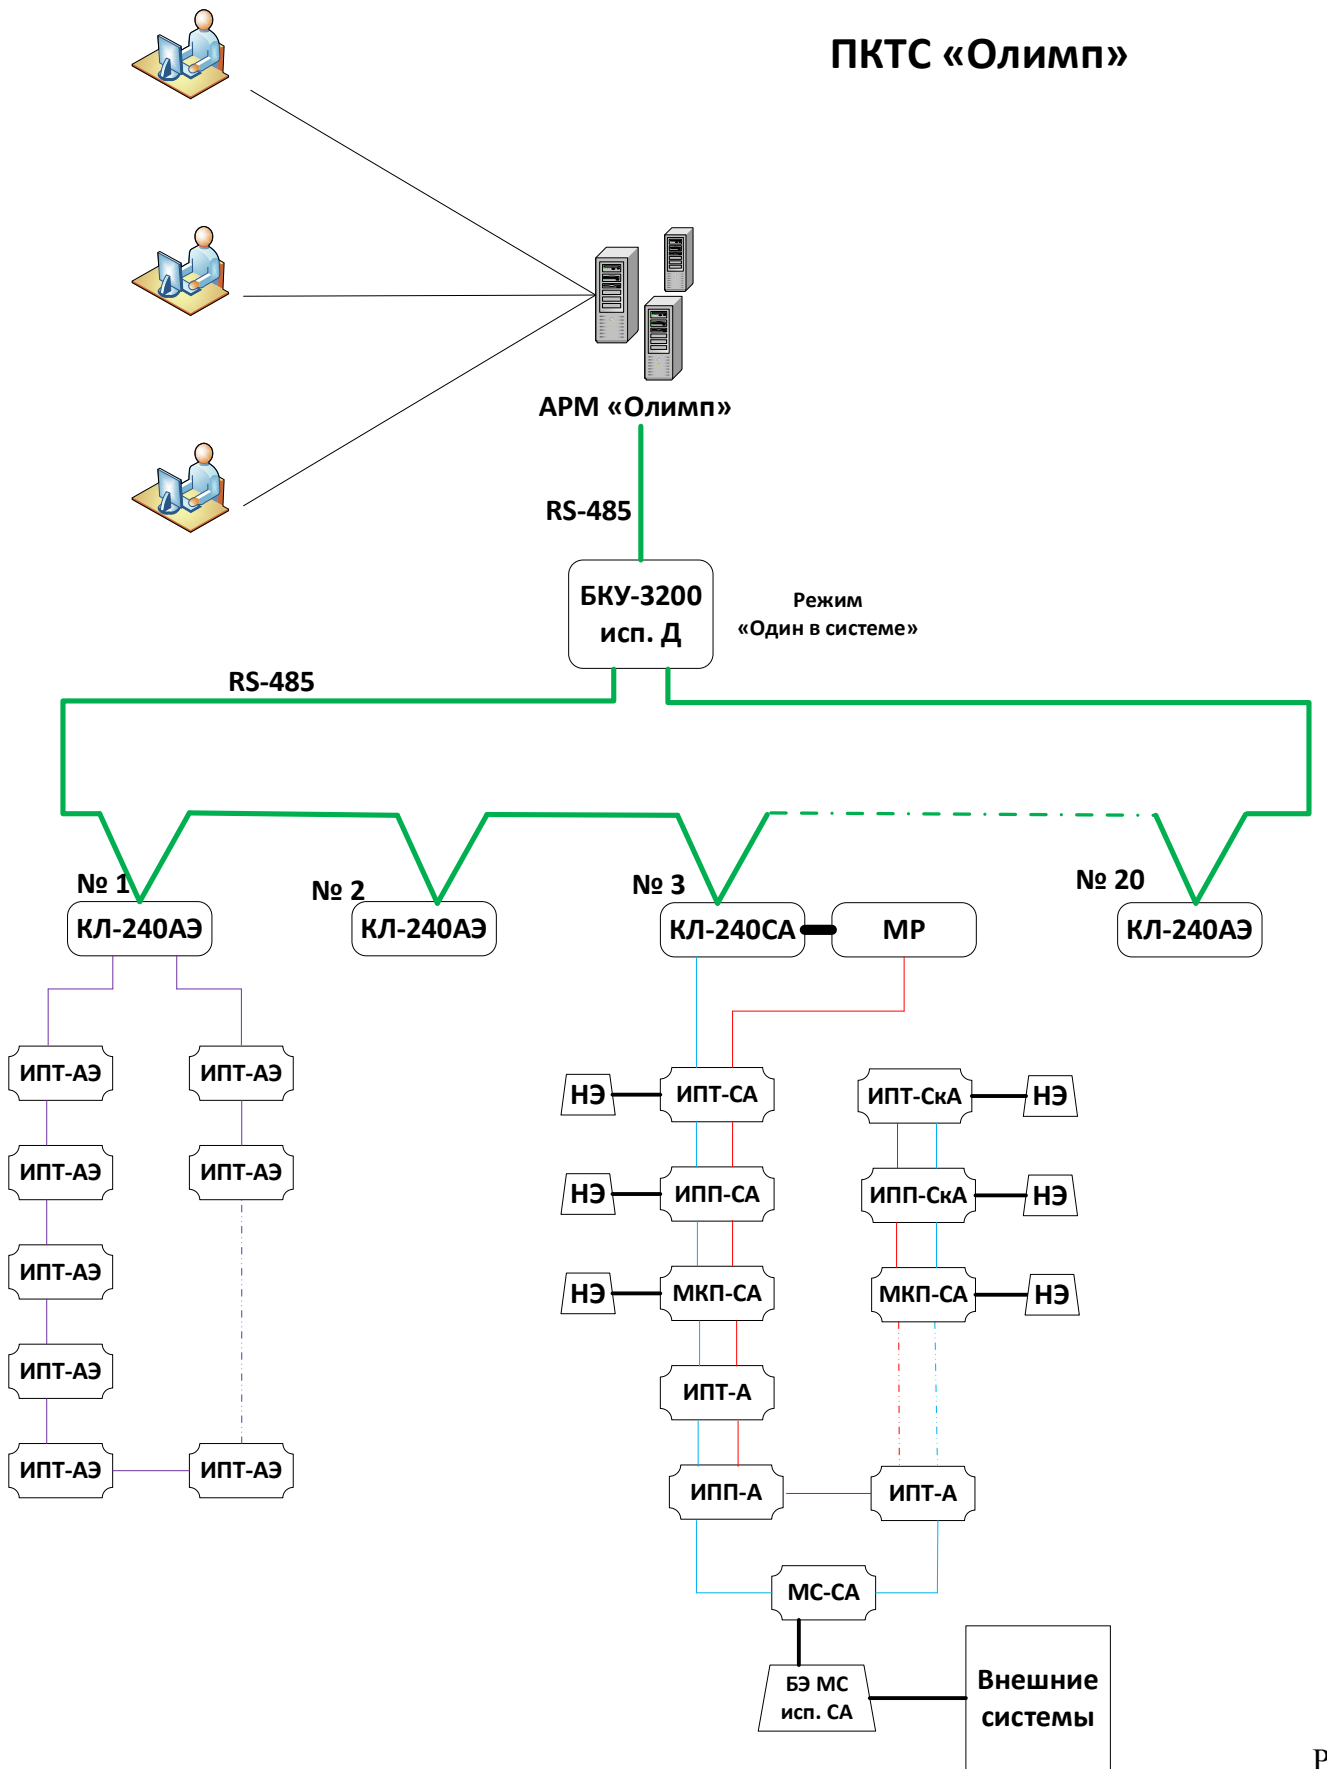 ПКТС «Олимп»
АРМ «Олимп»
RS-485
БКУ-3200
исп. Д
Режим
«Один в системе»
RS-485
№ 1
№ 2
№ 3
№ 20
КЛ-240АЭ
КЛ-240АЭ
КЛ-240СА
МР
КЛ-240АЭ
ИПТ-АЭ
ИПТ-АЭ
НЭ
ИПТ-СА
ИПТ-СкА
НЭ
ИПТ-АЭ
ИПТ-АЭ
НЭ
ИПП-СА
ИПП-СкА
НЭ
ИПТ-АЭ
НЭ
МКП-СА
МКП-СА
НЭ
ИПТ-АЭ
ИПТ-А
ИПТ-АЭ
ИПТ-АЭ
ИПП-А
ИПТ-А
МС-СА
БЭ МС
исп. СА
Внешние
системы
Р